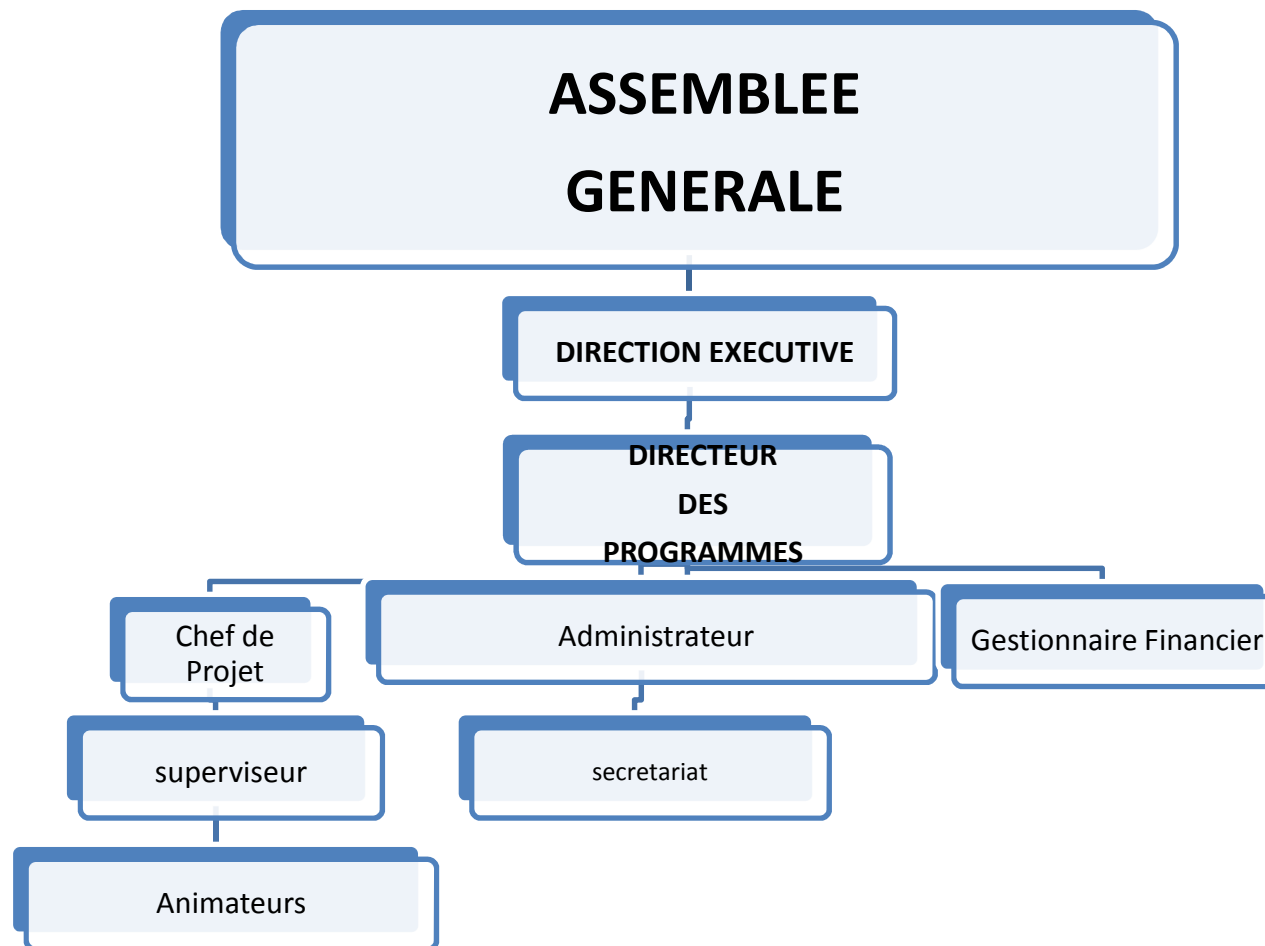 ASSEMBLEE
GENERALE
DIRECTION EXECUTIVE
DIRECTEUR
DES
PROGRAMMES
Chef de
Projet
Administrateur
Gestionnaire Financier
superviseur
secretariat
Animateurs